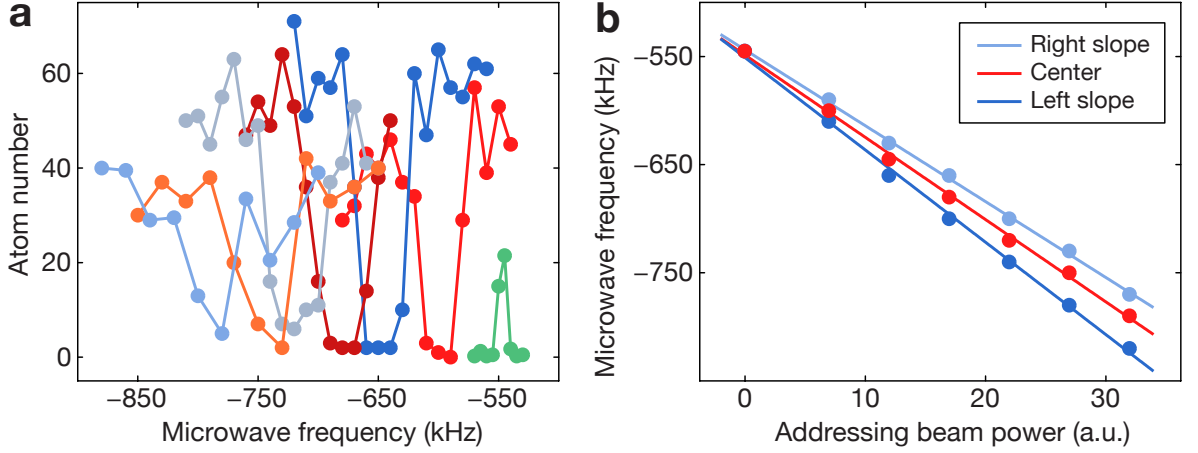 a
Atom number
60
40
20
0
−850
−750
−650
−550
Microwave frequency (kHz)
b
Microwave frequency (kHz)
−550
−650
−750
Right slope
Center
Left slope
0
10
20
30
Addressing beam power (a.u.)